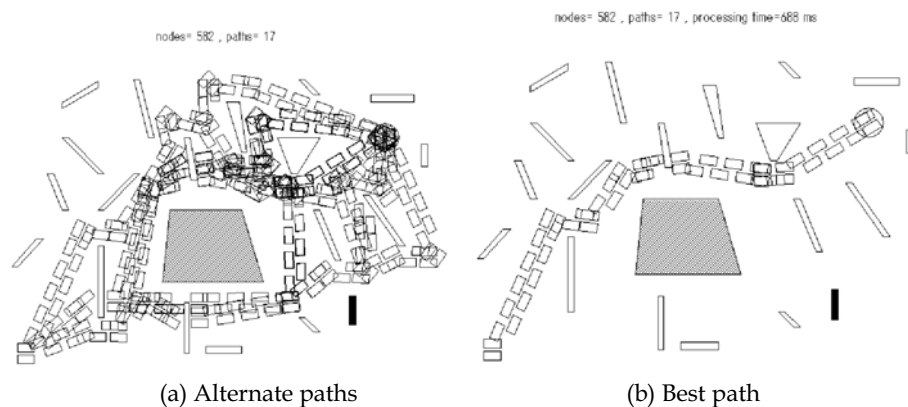 nodes= 582 , paths= 17
nodes= 582 , paths= 17 , processing time=688 ms
(a) Alternate paths
(b) Best path